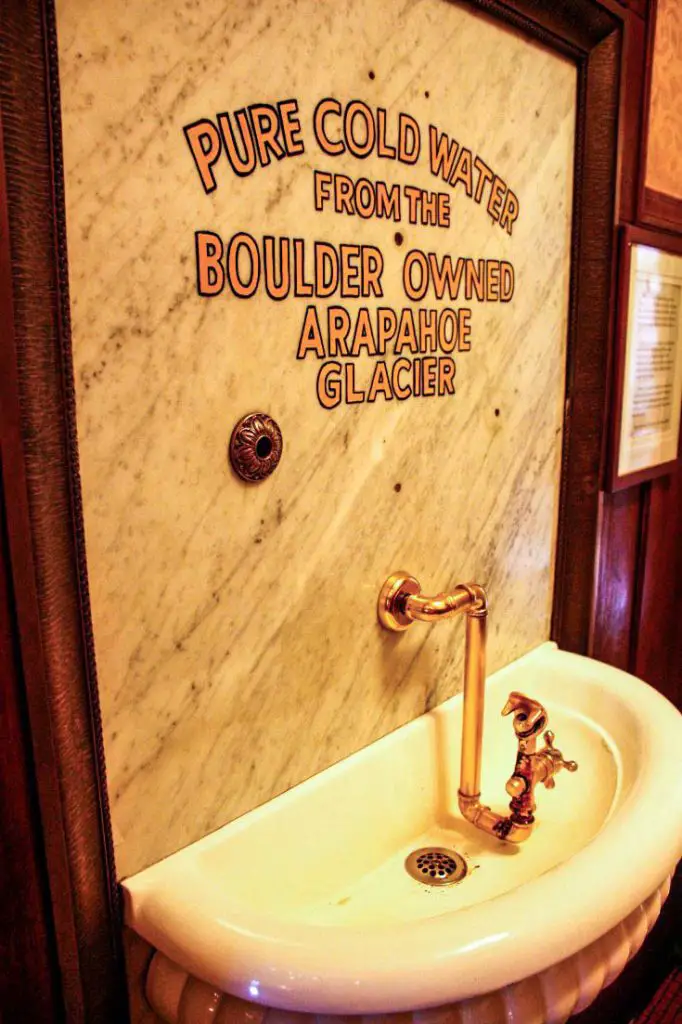 PURE COLD WATER
FROM THE
BOULDER OWNED
ARAPAHOE
GLACIER